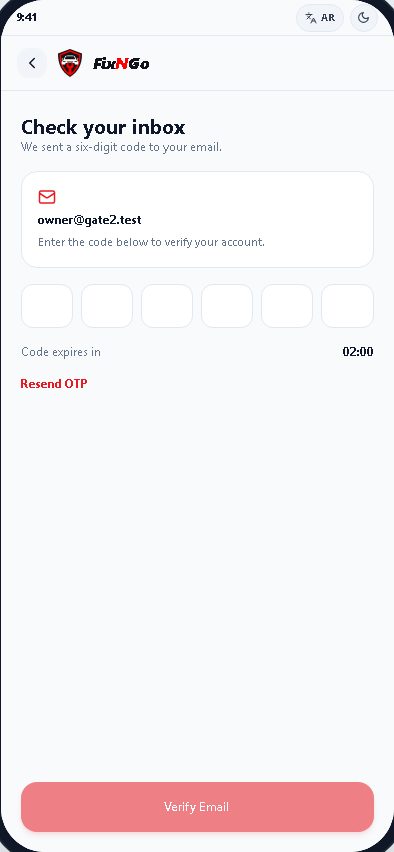 9:41
AR
FixNGo
Check your inbox
We sent a six-digit code to your email.
owner@gate2.test
Enter the code below to verify your account.
Code expires in 02:00
Resend OTP
Verify Email